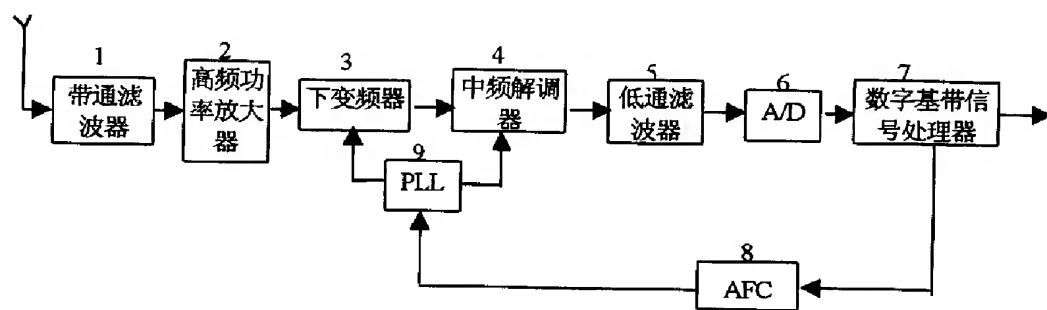 1
带通滤
波器
2
高频功
率放大
器
3
下变频器
4
中频解调
器
5
低通滤
波器
6
A/D
7
数字基带信
号处理器
9
PLL
8
AFC